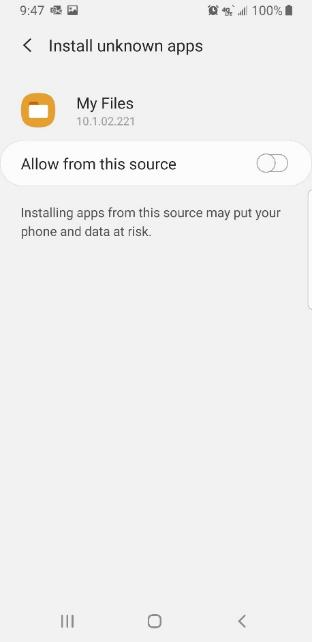 9:47 100%
Install unknown apps
My Files
10.1.02.221
Allow from this source
Installing apps from this source may put your
phone and data at risk.